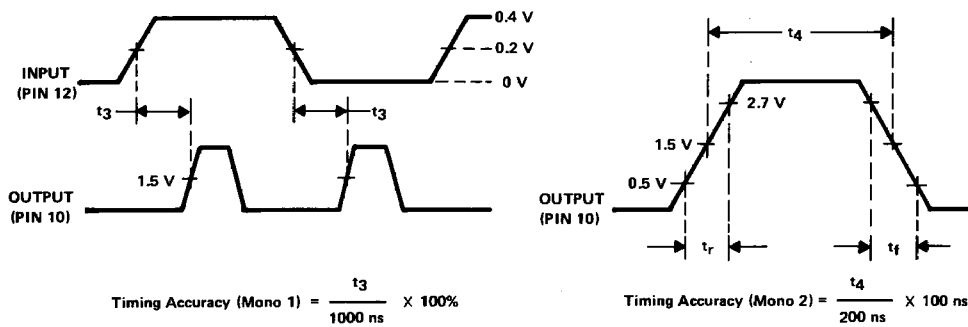 0.4 V
0.2 V
0 V
INPUT
(PIN 12)
t3
t3
1.5 V
OUTPUT
(PIN 10)
Timing Accuracy (Mono 1) = t3 / 1000 ns × 100%
t4
2.7 V
1.5 V
0.5 V
OUTPUT
(PIN 10)
tr
tf
Timing Accuracy (Mono 2) = t4 / 200 ns × 100 ns